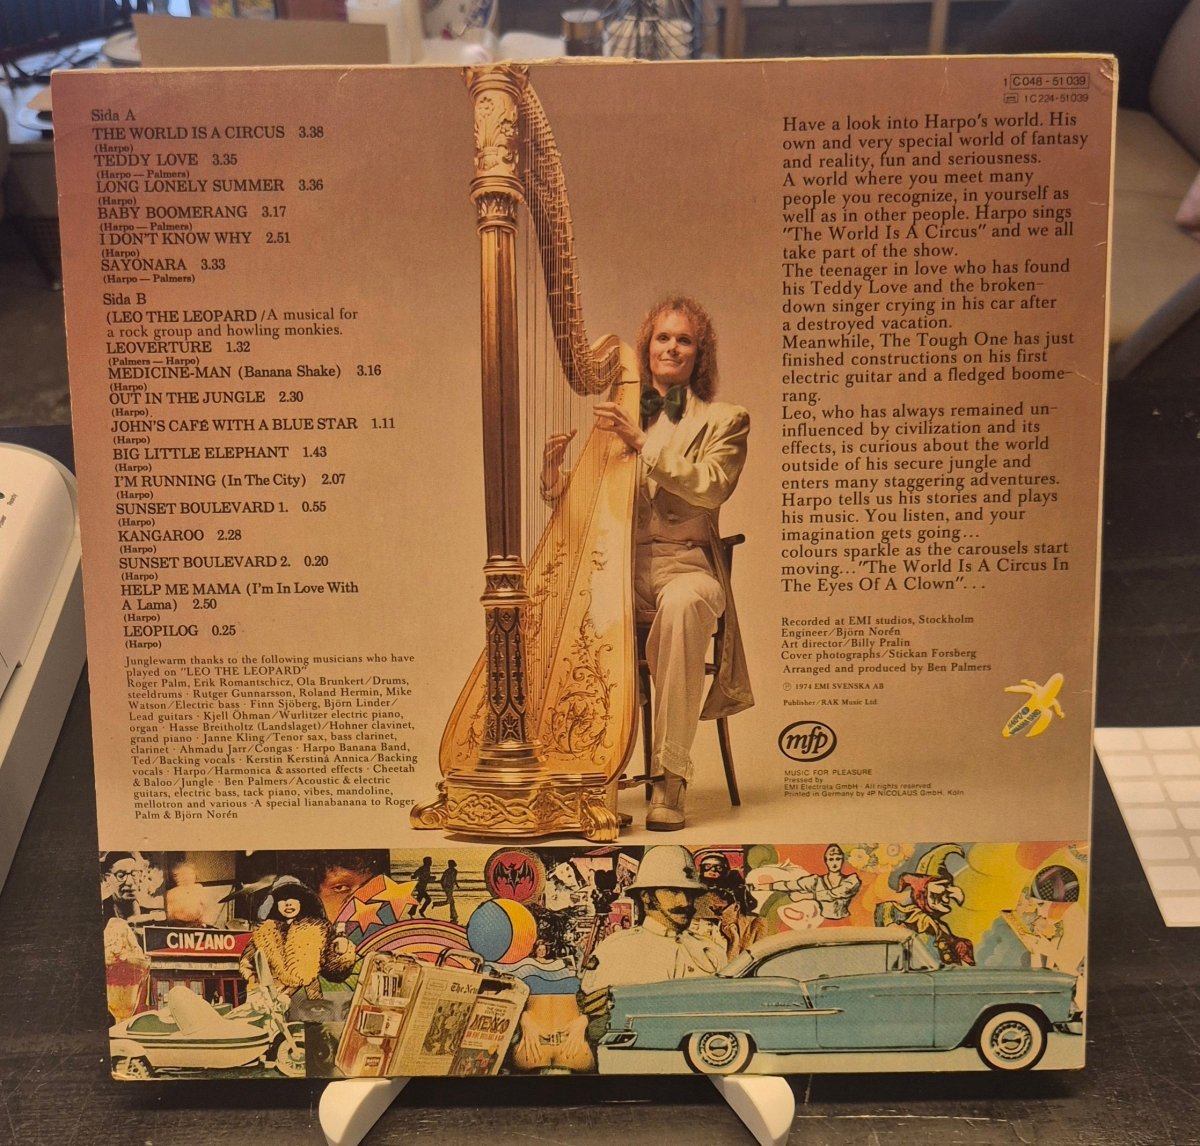 Sida A
THE WORLD IS A CIRCUS 3.38
(Harpo)
TEDDY LOVE 3.35
(Harpo — Palmers)
LONG LONELY SUMMER 3.36
(Harpo)
BABY BOOMERANG 3.17
(Harpo — Palmers)
I DON'T KNOW WHY 2.51
(Harpo)
SAYONARA 3.33
(Harpo — Palmers)
Sida B
(LEO THE LEOPARD / A musical for
a rock group and howling monkies.
LEOVERTURE 1.32
(Palmers — Harpo)
MEDICINE-MAN (Banana Shake) 3.16
(Harpo)
OUT IN THE JUNGLE 2.30
(Harpo)
JOHN'S CAFÉ WITH A BLUE STAR 1.11
(Harpo)
BIG LITTLE ELEPHANT 1.43
(Harpo)
I'M RUNNING (In The City) 2.07
(Harpo)
SUNSET BOULEVARD 1. 0.55
(Harpo)
KANGAROO 2.28
(Harpo)
SUNSET BOULEVARD 2. 0.20
(Harpo)
HELP ME MAMA (I'm In Love With
A Lama) 2.50
(Harpo)
LEOPILOG 0.25
(Harpo)
Junglewarm thanks to the following musicians who have
played on "LEO THE LEOPARD"
Roger Palm, Erik Romantschicz, Ola Brunkert/Drums,
steeldrums · Rutger Gunnarsson, Roland Hermin, Mike
Watson/Electric bass · Finn Sjöberg, Björn Linder/
Lead guitars · Kjell Öhman/Wurlitzer electric piano,
organ · Hasse Breitholtz (Landslaget)/Hohner clavinet,
grand piano · Janne Kling/Tenor sax, bass clarinet,
clarinet · Ahmadu Jarr/Congas · Harpo Banana Band,
Ted/Backing vocals · Kerstin Kerstina Annica/Backing
vocals · Harpo/Harmonica & assorted effects · Cheetah
& Baloo/Jungle · Ben Palmers/Acoustic & electric
guitars, electric bass, tack piano, vibes, mandoline,
mellotron and various · A special lianabanana to Roger
Palm & Björn Norén
1 C 048 - 51 039
1 C 224-51 039
Have a look into Harpo's world. His
own and very special world of fantasy
and reality, fun and seriousness.
A world where you meet many
people you recognize, in yourself as
well as in other people. Harpo sings
"The World Is A Circus" and we all
take part of the show.
The teenager in love who has found
his Teddy Love and the broken-
down singer crying in his car after
a destroyed vacation.
Meanwhile, The Tough One has just
finished constructions on his first
electric guitar and a fledged boome-
rang.
Leo, who has always remained un-
influenced by civilization and its
effects, is curious about the world
outside of his secure jungle and
enters many staggering adventures.
Harpo tells us his stories and plays
his music. You listen, and your
imagination gets going...
colours sparkle as the carousels start
moving..."The World Is A Circus In
The Eyes Of A Clown"...
Recorded at EMI studios, Stockholm
Engineer/Björn Norén
Art director/Billy Pralin
Cover photographs/Stickan Forsberg
Arranged and produced by Ben Palmers
℗ 1974 EMI SVENSKA AB
Publisher/RAK Music Ltd
mfp
MUSIC FOR PLEASURE
Pressed by
EMI Electrola GmbH · All rights reserved
Printed in Germany by 4P NICOLAUS GmbH, Köln
CINZANO